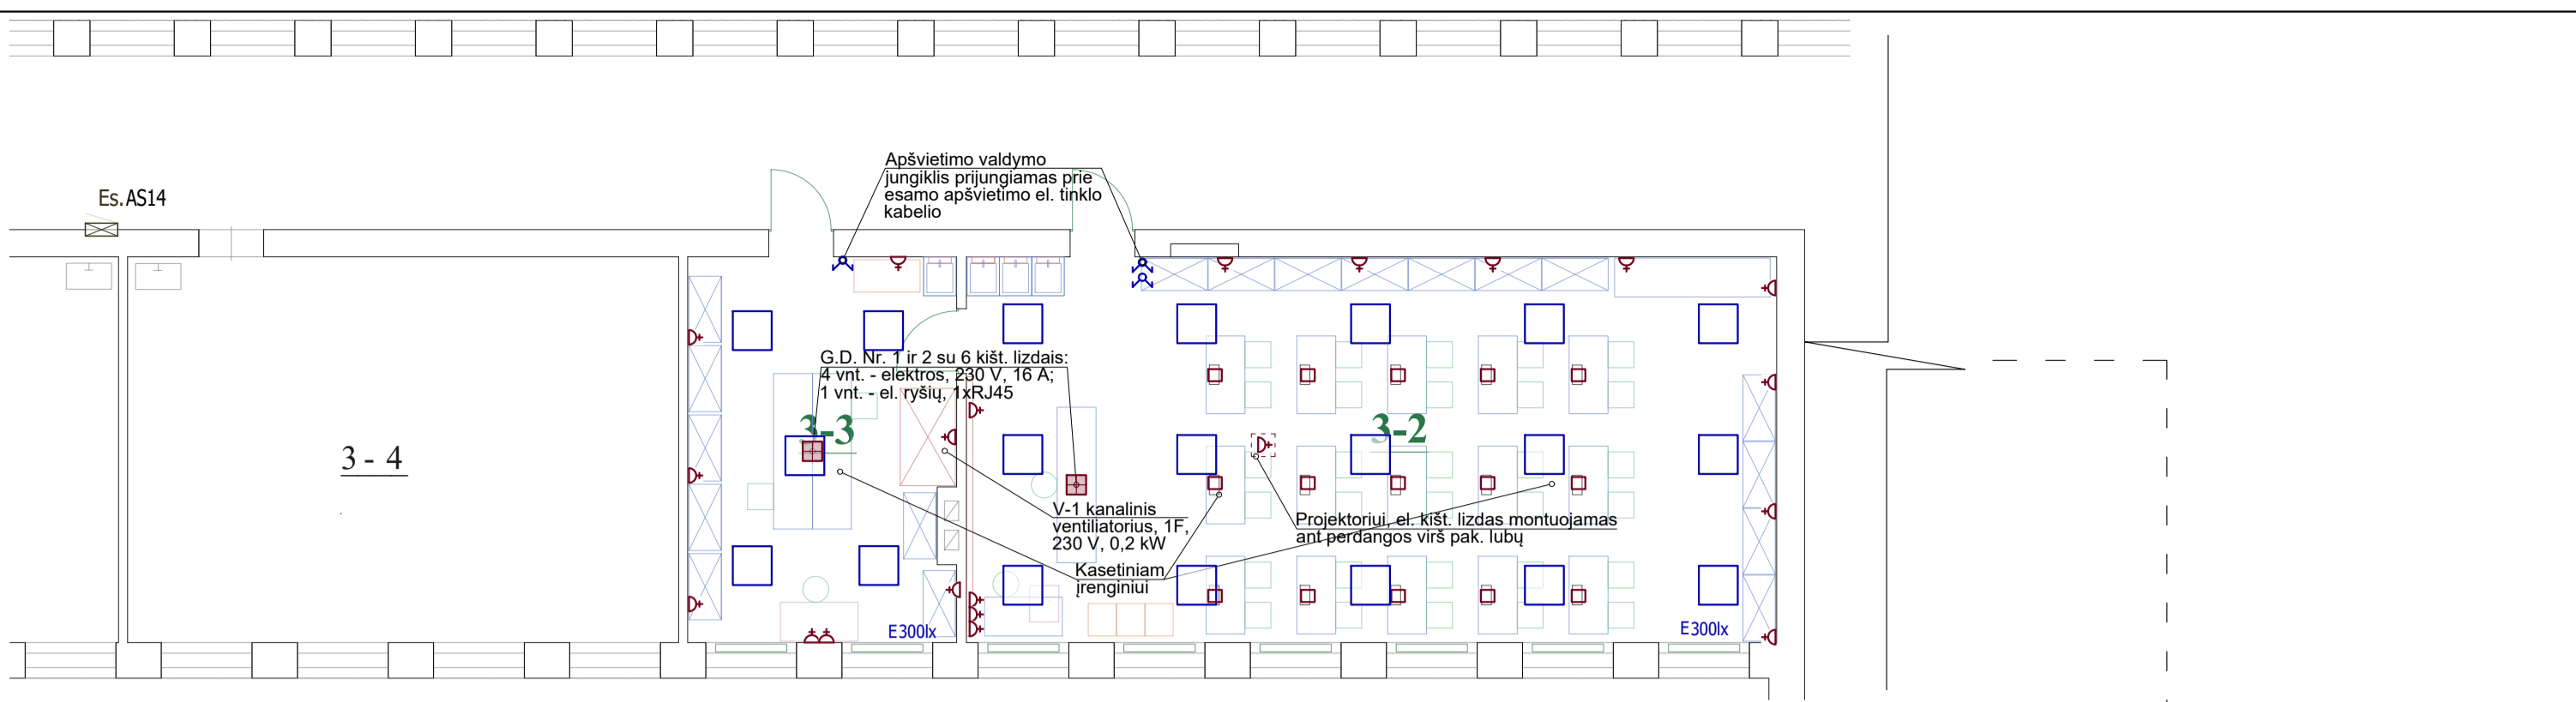 Apšvietimo valdymo
jungiklis prijungiamas prie
esamo apšvietimo el. tinklo
kabelio
Es.AS14
G.D. Nr. 1 ir 2 su 6 kišt. lizdais:
4 vnt. - elektros, 230 V, 16 A;
1 vnt. - el. ryšių, 1xRJ45
3-3
3-2
3 - 4
V-1 kanalinis
ventiliatorius, 1F,
230 V, 0,2 kW
Projektoriui, el. kišt. lizdas montuojamas
ant perdangos virš pak. lubų
Kasetiniam
įrenginiui
E300lx
E300lx